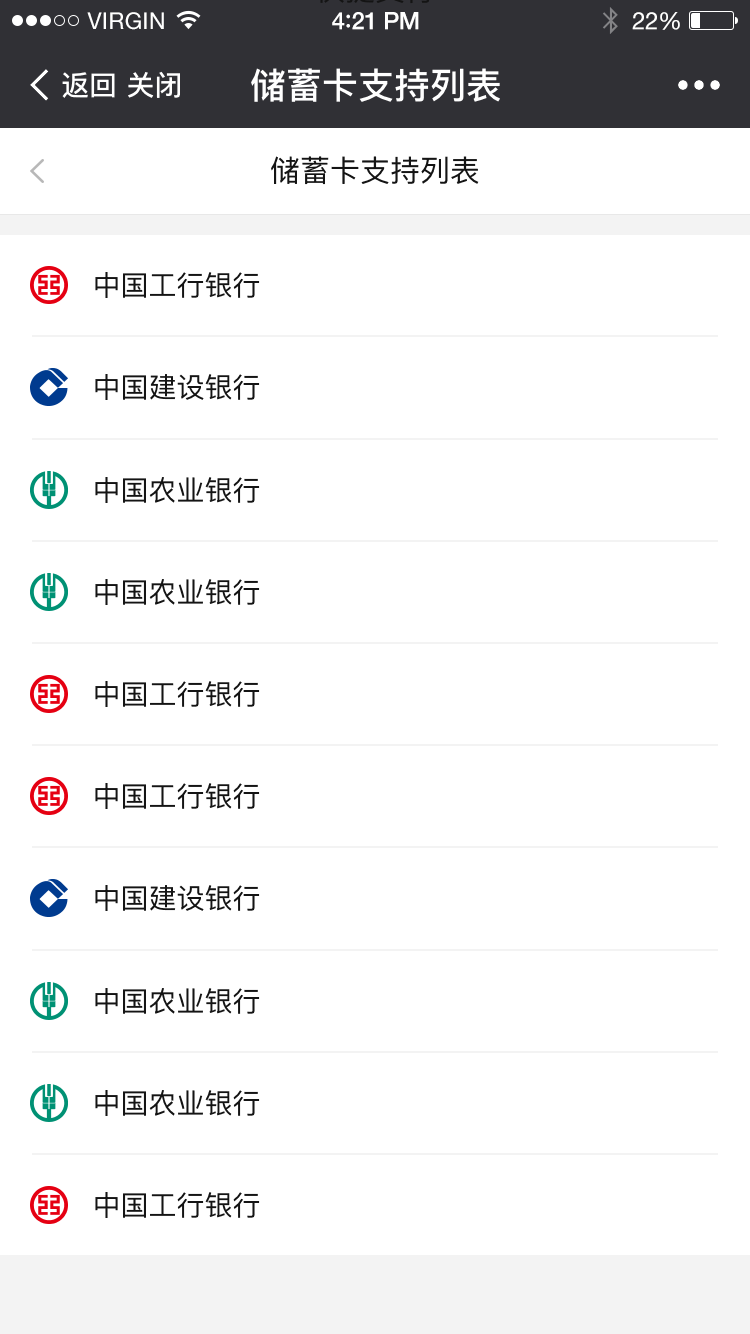 VIRGIN 4:21 PM 22%
返回 关闭 储蓄卡支持列表
储蓄卡支持列表
中国工行银行
中国建设银行
中国农业银行
中国农业银行
中国工行银行
中国工行银行
中国建设银行
中国农业银行
中国农业银行
中国工行银行